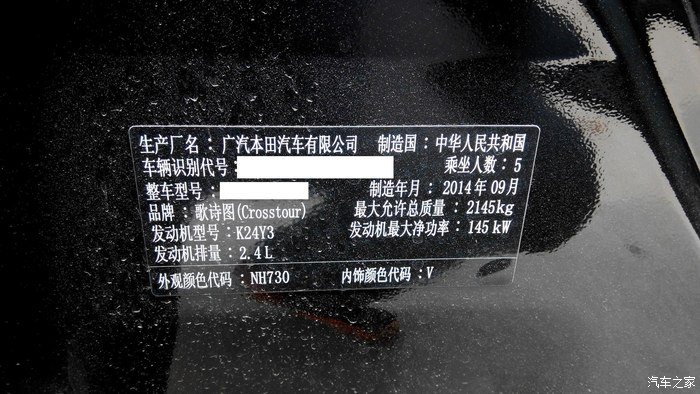 生产厂名：广汽本田汽车有限公司 制造国：中华人民共和国
车辆识别代号： 乘坐人数：5
整车型号： 制造年月：2014年09月
品牌：歌诗图(Crosstour) 最大允许总质量：2145kg
发动机型号：K24Y3 发动机最大净功率：145kW
发动机排量：2.4L
外观颜色代码：NH730 内饰颜色代码：V
汽车之家